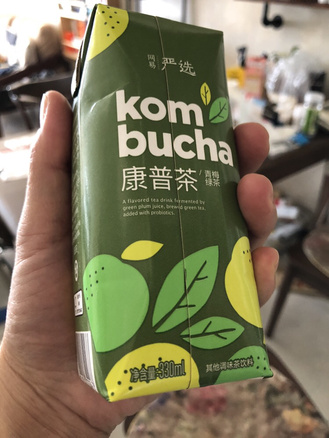 网易 严选
kom
bucha
康普茶/青梅绿茶
A flavored tea drink fermented by
green plum juice, brewed green tea,
added with probiotics.
净含量:330ml
其他调味茶饮料